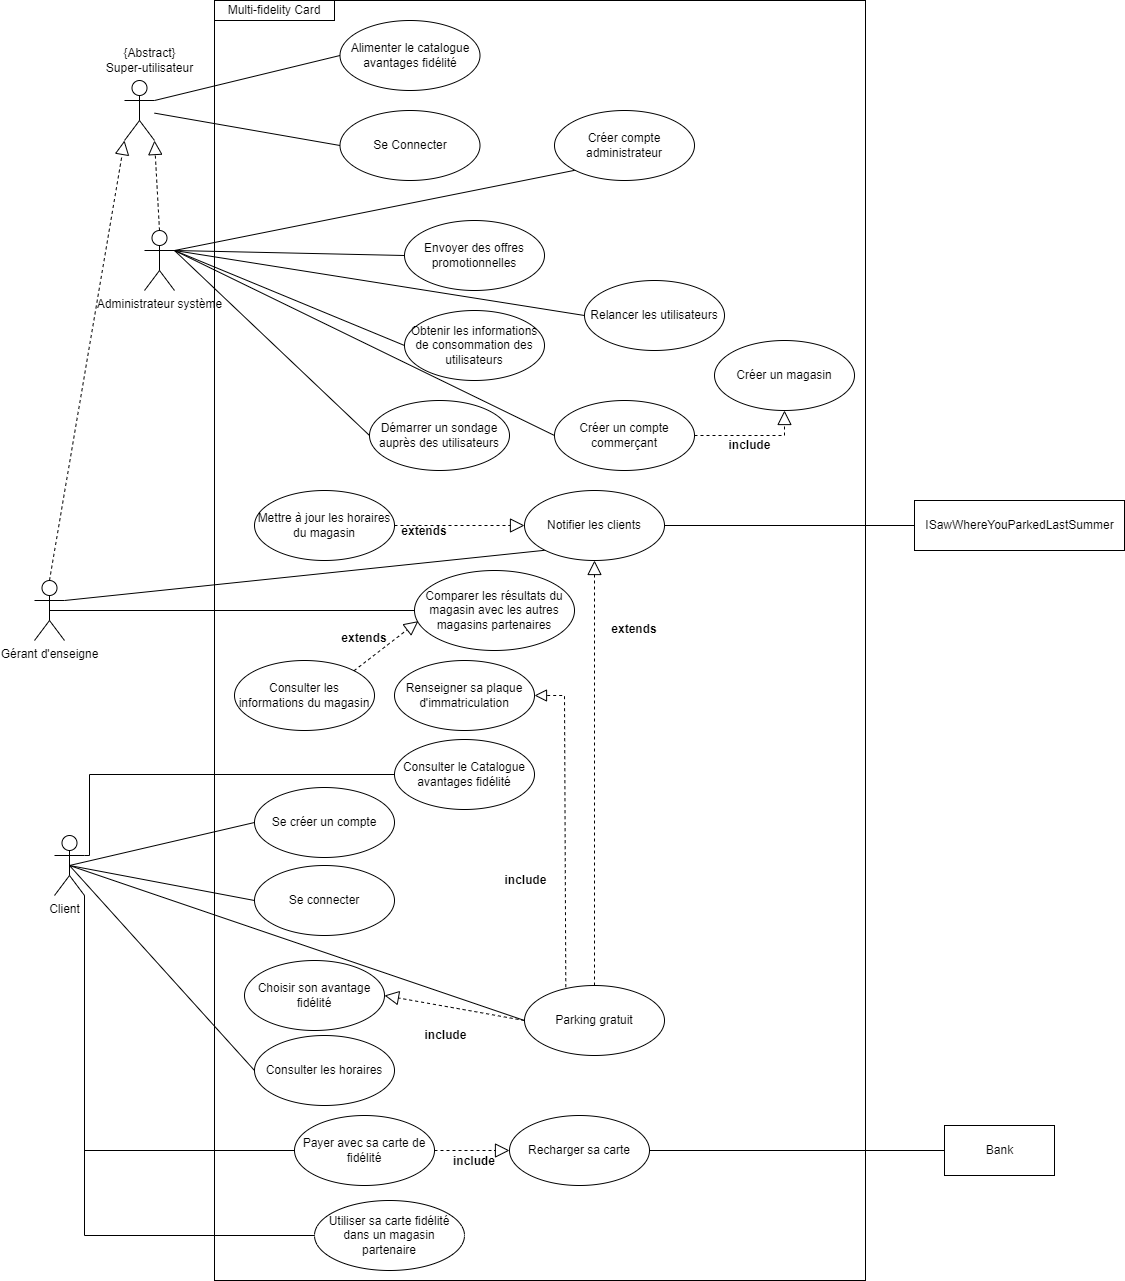 Multi-fidelity Card
{Abstract}
Super-utilisateur
Alimenter le catalogue
avantages fidélité
Se Connecter
Créer compte
administrateur
Administrateur système
Envoyer des offres
promotionnelles
Relancer les utilisateurs
Obtenir les informations
de consommation des
utilisateurs
Créer un magasin
Démarrer un sondage
auprès des utilisateurs
Créer un compte
commerçant
include
Mettre à jour les horaires
du magasin
extends
Notifier les clients
ISawWhereYouParkedLastSummer
Gérant d'enseigne
Comparer les résultats du
magasin avec les autres
magasins partenaires
extends
extends
Consulter les
informations du magasin
Renseigner sa plaque
d'immatriculation
Consulter le Catalogue
avantages fidélité
Se créer un compte
Client
Se connecter
include
Choisir son avantage
fidélité
include
Parking gratuit
Consulter les horaires
Payer avec sa carte de
fidélité
include
Recharger sa carte
Bank
Utiliser sa carte fidélité
dans un magasin
partenaire